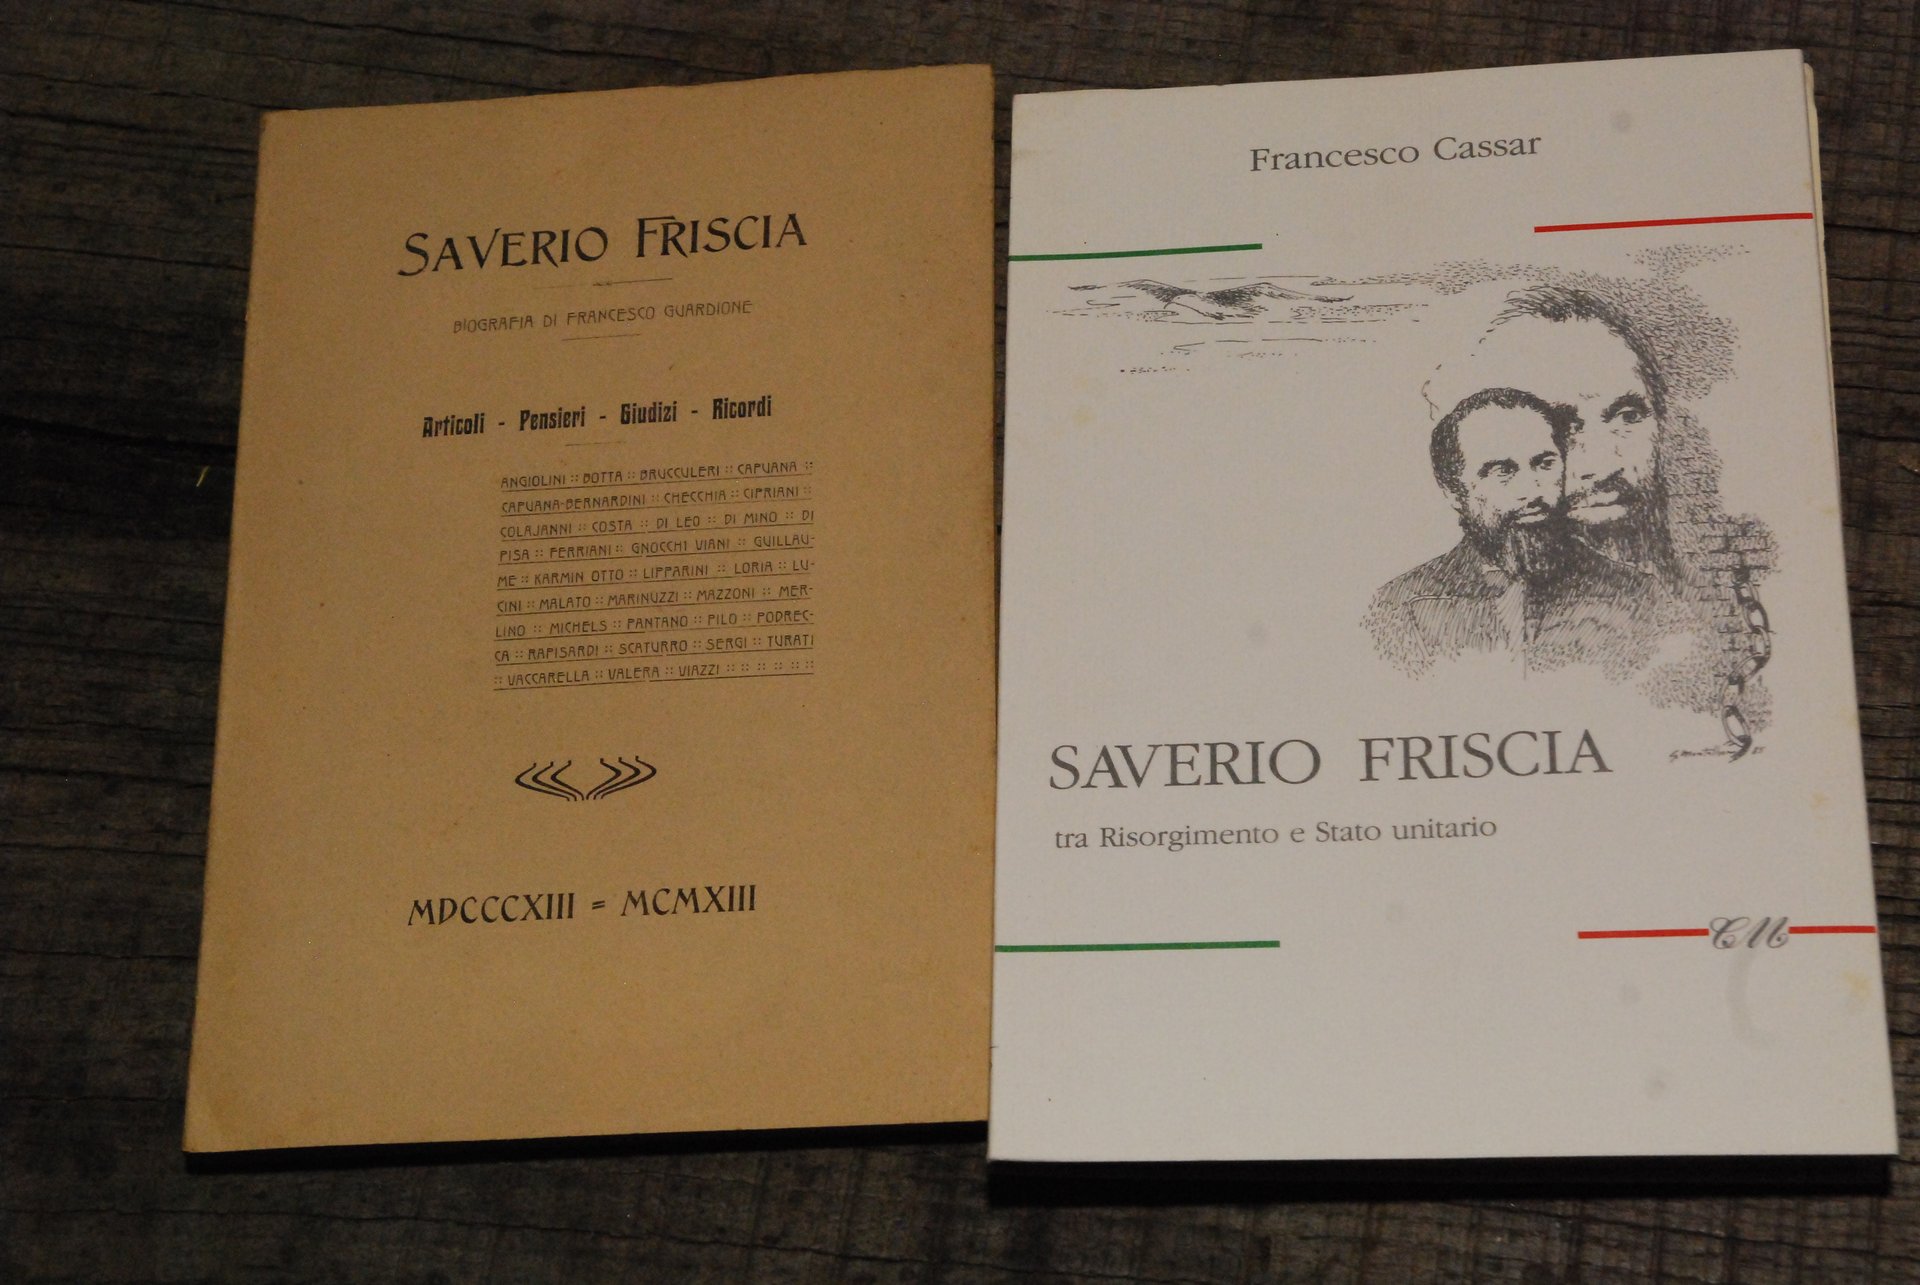 SAVERIO FRISCIA
BIOGRAFIA DI FRANCESCO GUARDIONE
Articoli - Pensieri - Giudizi - Ricordi
ANGIOLINI :: BOTTA :: BRUCCULERI :: CAPUANA ::
CAPUANA-BERNARDINI :: CHECCHIA :: CIPRIANI ::
COLAJANNI :: COSTA :: DI LEO :: DI MINO :: DI
PISA :: FERRIANI :: GNOCCHI VIANI :: GUILLAU-
ME :: KARMIN OTTO :: LIPPARINI :: LORIA :: LU-
CINI :: MALATO :: MARINUZZI :: MAZZONI :: MER-
LINO :: MICHELS :: PANTANO :: PILO :: PODREC-
CA :: RAPISARDI :: SCATURRO :: SERGI :: TURATI
:: VACCARELLA :: VALERA :: VIAZZI :: :: :: :: :: ::
MDCCCXIII = MCMXIII
Francesco Cassar
SAVERIO FRISCIA
tra Risorgimento e Stato unitario
CM